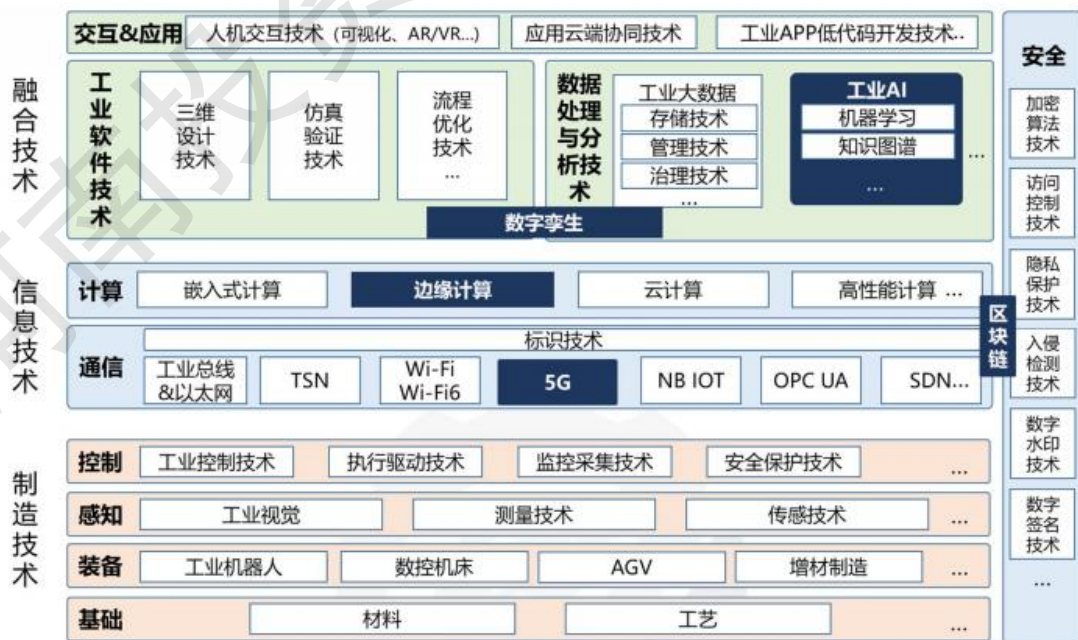 交互&应用 人机交互技术 (可视化、AR/VR...) 应用云端协同技术 工业APP低代码开发技术..
融合技术
工业软件技术
三维
设计
技术
仿真
验证
技术
流程
优化
技术
...
数据
处理
与分
析技
术
工业大数据
存储技术
管理技术
治理技术
...
工业AI
机器学习
知识图谱
...
...
数字孪生
信息技术
计算 嵌入式计算 边缘计算 云计算 高性能计算 ...
通信
标识技术
工业总线
&以太网
TSN
Wi-Fi
Wi-Fi6
5G
NB IOT
OPC UA
SDN...
区块链
制造技术
控制 工业控制技术 执行驱动技术 监控采集技术 安全保护技术 ...
感知 工业视觉 测量技术 传感技术 ...
装备 工业机器人 数控机床 AGV 增材制造 ...
基础 材料 工艺 ...
安全
加密
算法
技术
访问
控制
技术
隐私
保护
技术
入侵
检测
技术
数字
水印
技术
数字
签名
技术
...